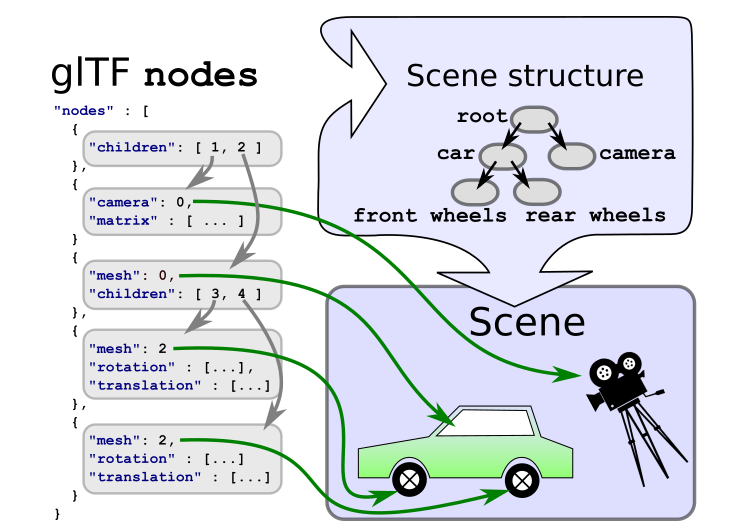 glTF nodes
"nodes" : [
{
"children": [ 1, 2 ]
},
{
"camera": 0,
"matrix" : [ ... ]
}
{
"mesh": 0,
"children": [ 3, 4 ]
},
{
"mesh": 2
"rotation" : [...],
"translation" : [...]
},
{
"mesh": 2,
"rotation" : [...]
"translation" : [...]
}
}
Scene structure
root
car
camera
front wheels
rear wheels
Scene